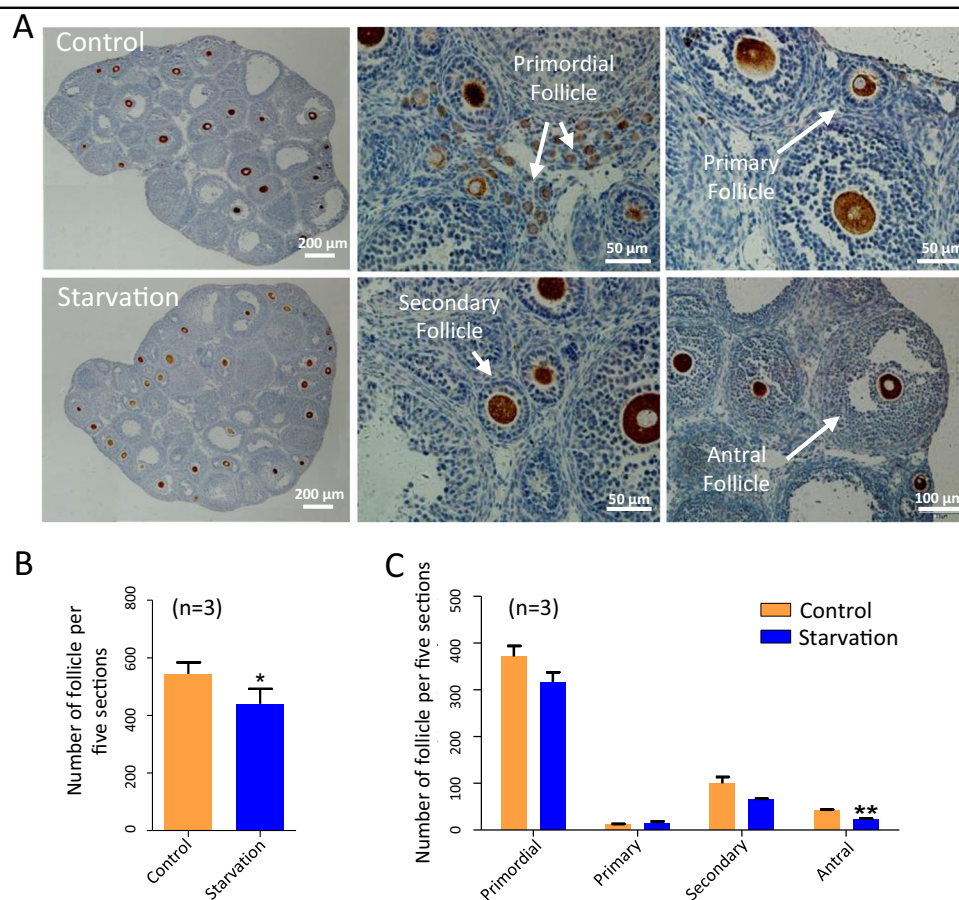 A
Control
200 µm
Primordial
Follicle
50 µm
Primary
Follicle
50 µm
Starvation
200 µm
Secondary
Follicle
50 µm
Antral
Follicle
100 µm
B
Number of follicle per
five sections
800
600
400
200
0
(n=3)
*
Control
Starvation
C
Number of follicle per five sections
500
400
300
200
100
0
(n=3)
Control
Starvation
**
Primordial
Primary
Secondary
Antral